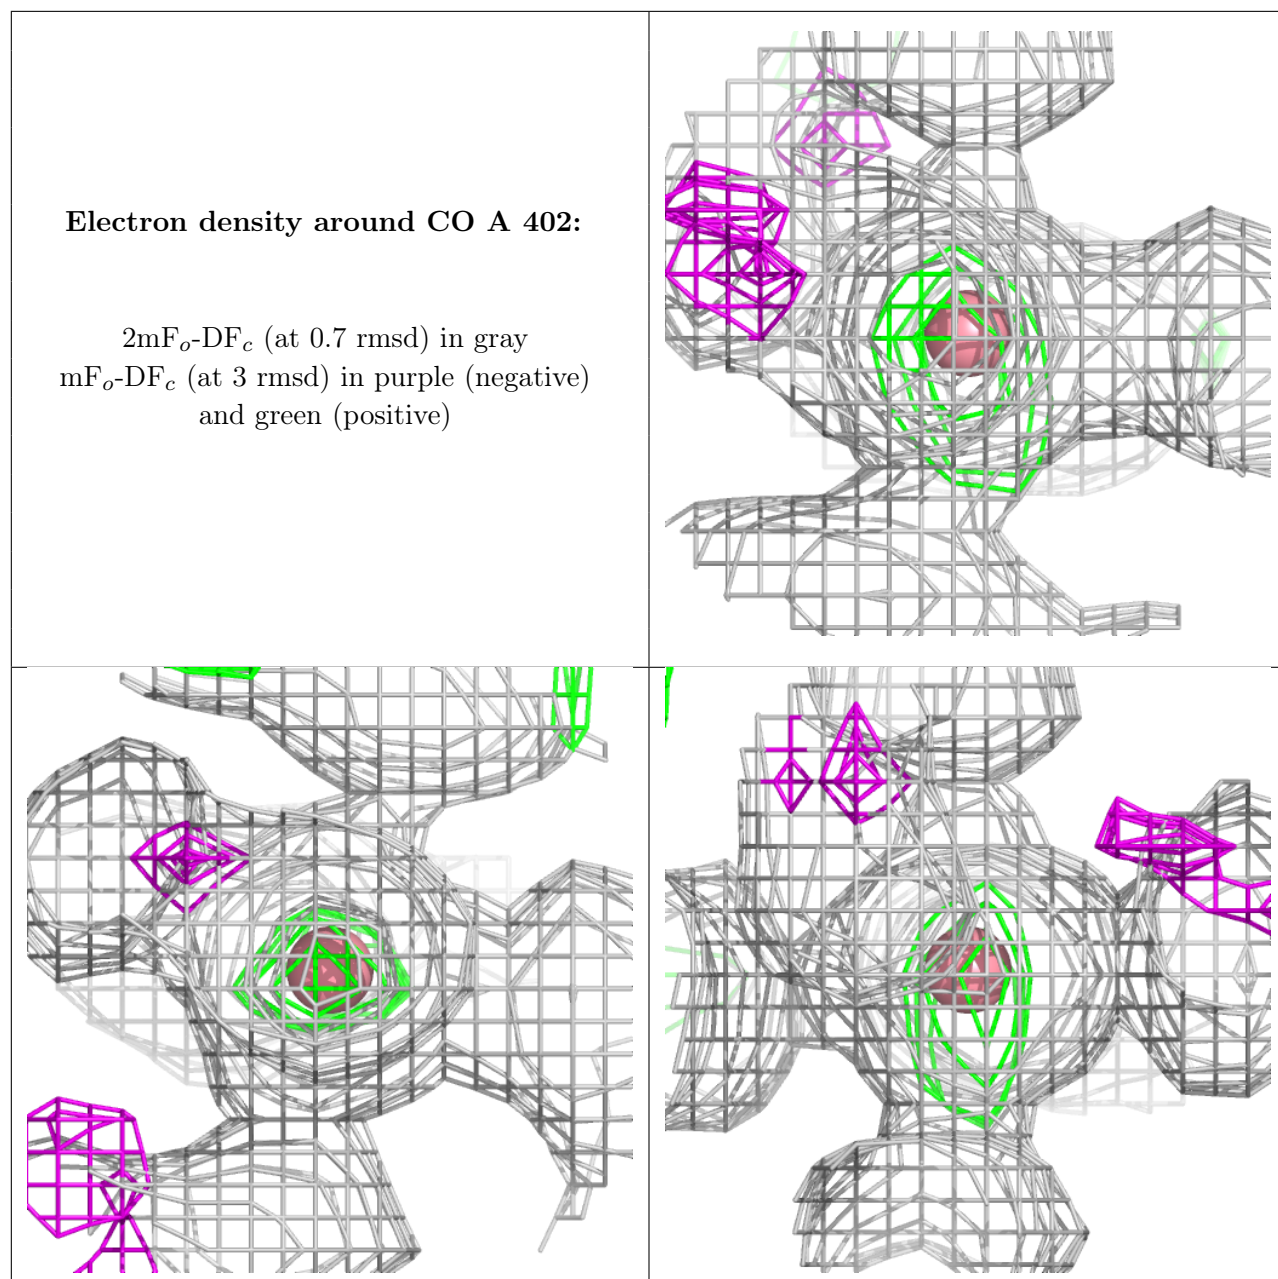 Electron density around CO A 402:
2mFo-DFc (at 0.7 rmsd) in gray
mFo-DFc (at 3 rmsd) in purple (negative)
and green (positive)